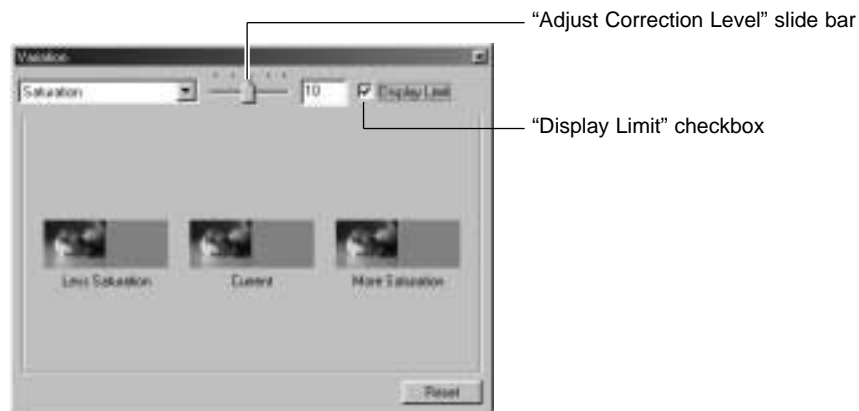 “Adjust Correction Level” slide bar
Variation
Saturation
10
Display Limit
“Display Limit” checkbox
Less Saturation
Current
More Saturation
Reset